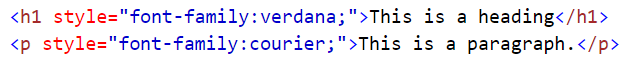 <h1 style="font-family:verdana;">This is a heading</h1>
<p style="font-family:courier;">This is a paragraph.</p>